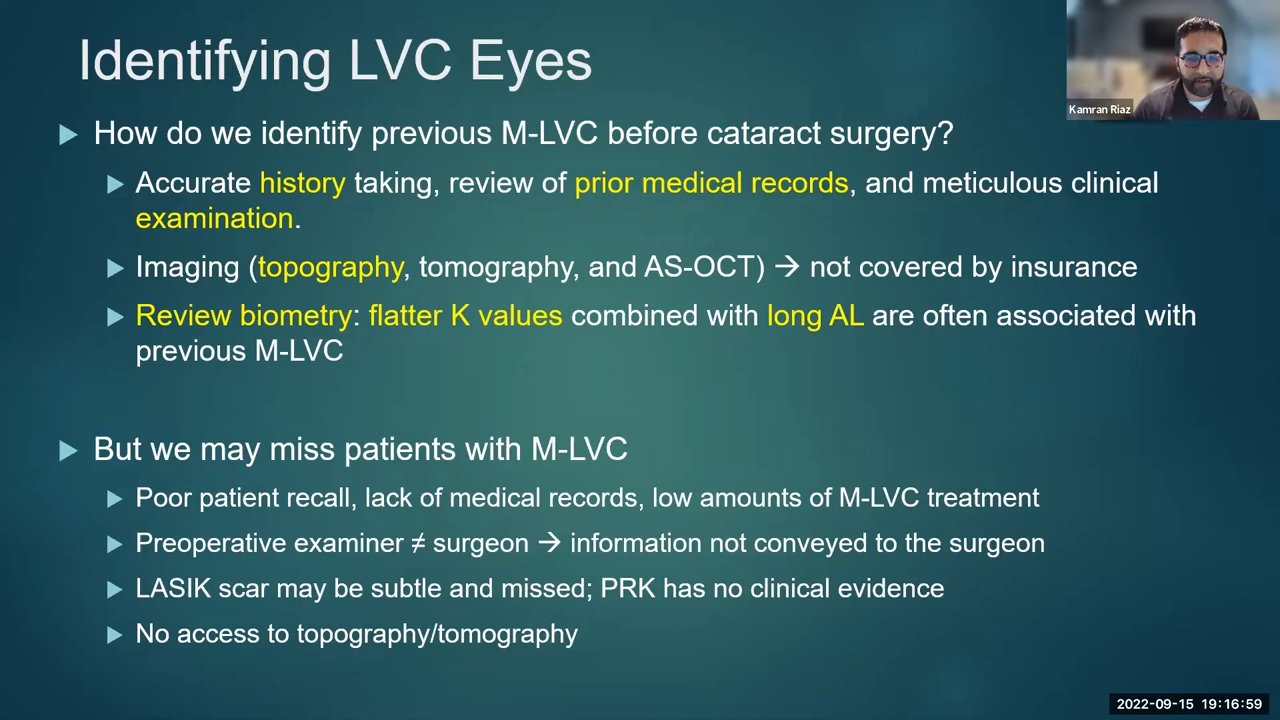 Identifying LVC Eyes
Kamran Riaz
How do we identify previous M-LVC before cataract surgery?
Accurate history taking, review of prior medical records, and meticulous clinical
examination.
Imaging (topography, tomography, and AS-OCT) → not covered by insurance
Review biometry: flatter K values combined with long AL are often associated with
previous M-LVC
But we may miss patients with M-LVC
Poor patient recall, lack of medical records, low amounts of M-LVC treatment
Preoperative examiner ≠ surgeon → information not conveyed to the surgeon
LASIK scar may be subtle and missed; PRK has no clinical evidence
No access to topography/tomography
2022-09-15 19:16:59